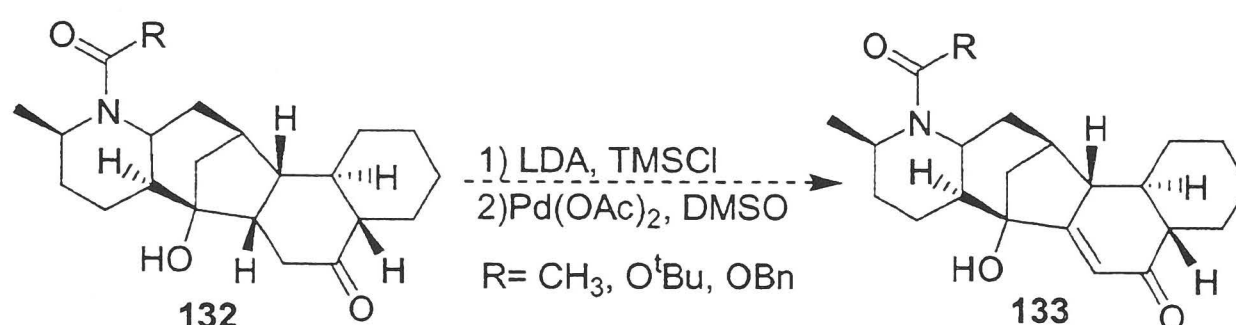 O R N H H H HO H H O 132
1) LDA, TMSCl
2)Pd(OAc)₂, DMSO
R= CH₃, OᵗBu, OBn
O R N H H H HO H O 133